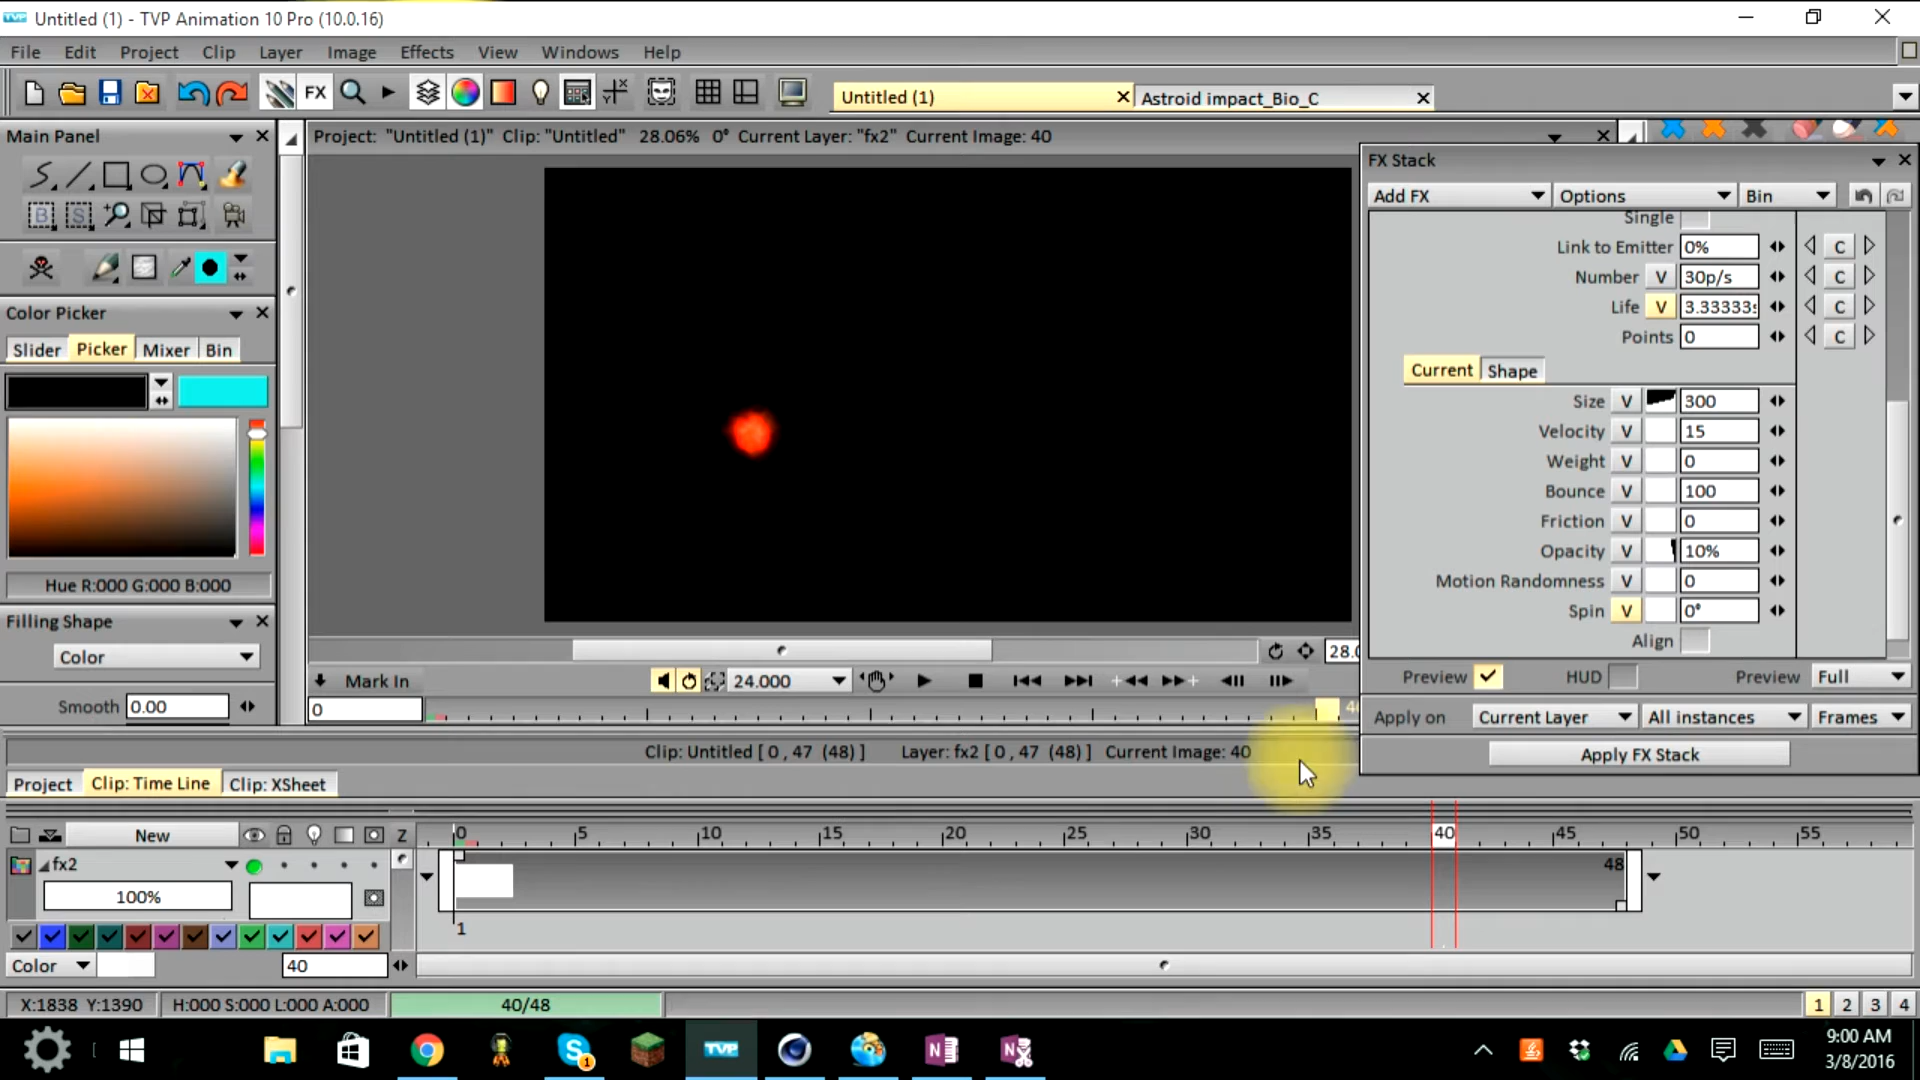 TVP Untitled (1) - TVP Animation 10 Pro (10.0.16)
File Edit Project Clip Layer Image Effects View Windows Help
FX Untitled (1) Astroid impact_Bio_C
Main Panel
Project: "Untitled (1)" Clip: "Untitled" 28.06% 0° Current Layer: "fx2" Current Image: 40
FX Stack
Add FX Options Bin
B S
Single
Link to Emitter 0% C
Number V 30p/s C
Life V 3.33333s C
Points 0 C
Color Picker
Slider Picker Mixer Bin
Current Shape
Size V 300
Velocity V 15
Weight V 0
Bounce V 100
Friction V 0
Opacity V 10%
Motion Randomness V 0
Spin V 0°
Align
Hue R:000 G:000 B:000
Filling Shape
Color
Smooth 0.00
28.0
Mark In 24.000
0 40
Preview HUD Preview Full
Apply on Current Layer All instances Frames
Apply FX Stack
Clip: Untitled [ 0 , 47 (48) ] Layer: fx2 [ 0 , 47 (48) ] Current Image: 40
Project Clip: Time Line Clip: XSheet
New Z 0 5 10 15 20 25 30 35 40 45 50 55
fx2 48
100%
1
Color 40
X:1838 Y:1390 H:000 S:000 L:000 A:000 40/48 1 2 3 4
S 1 TVP N N
9:00 AM
3/8/2016